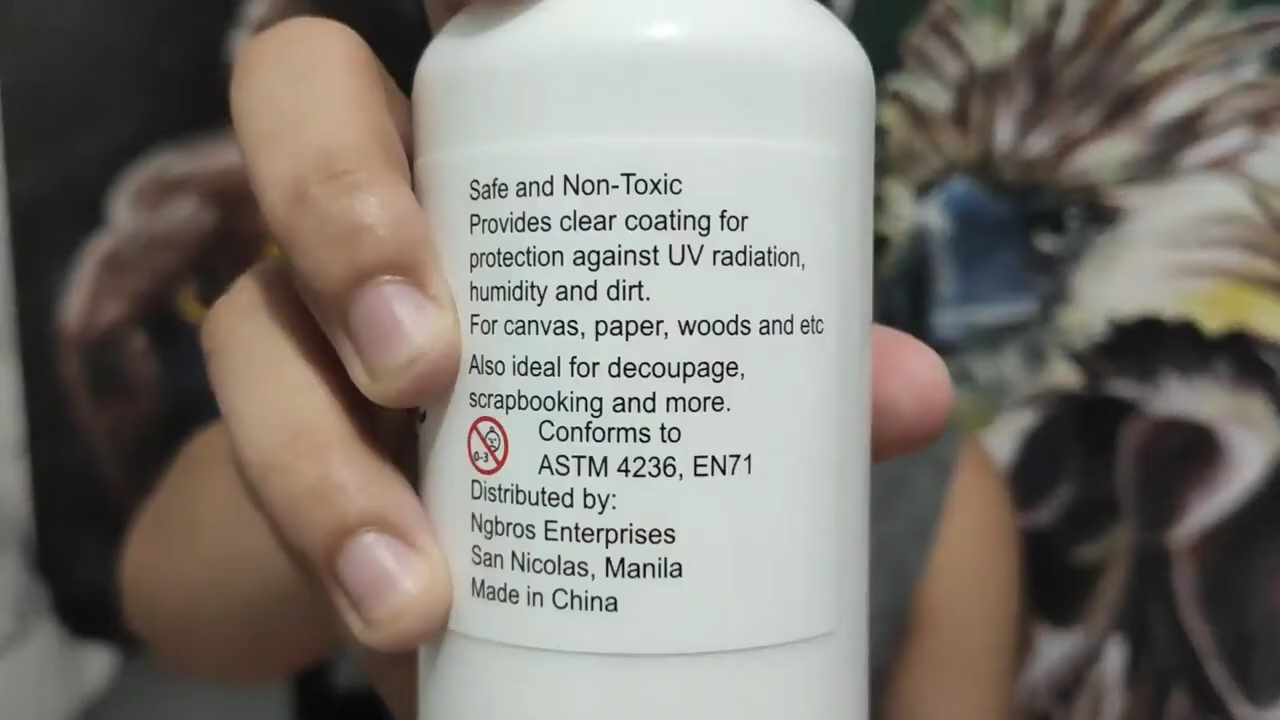 Safe and Non-Toxic
Provides clear coating for
protection against UV radiation,
humidity and dirt.
For canvas, paper, woods and etc
Also ideal for decoupage,
scrapbooking and more.
0-3
Conforms to
ASTM 4236, EN71
Distributed by:
Ngbros Enterprises
San Nicolas, Manila
Made in China